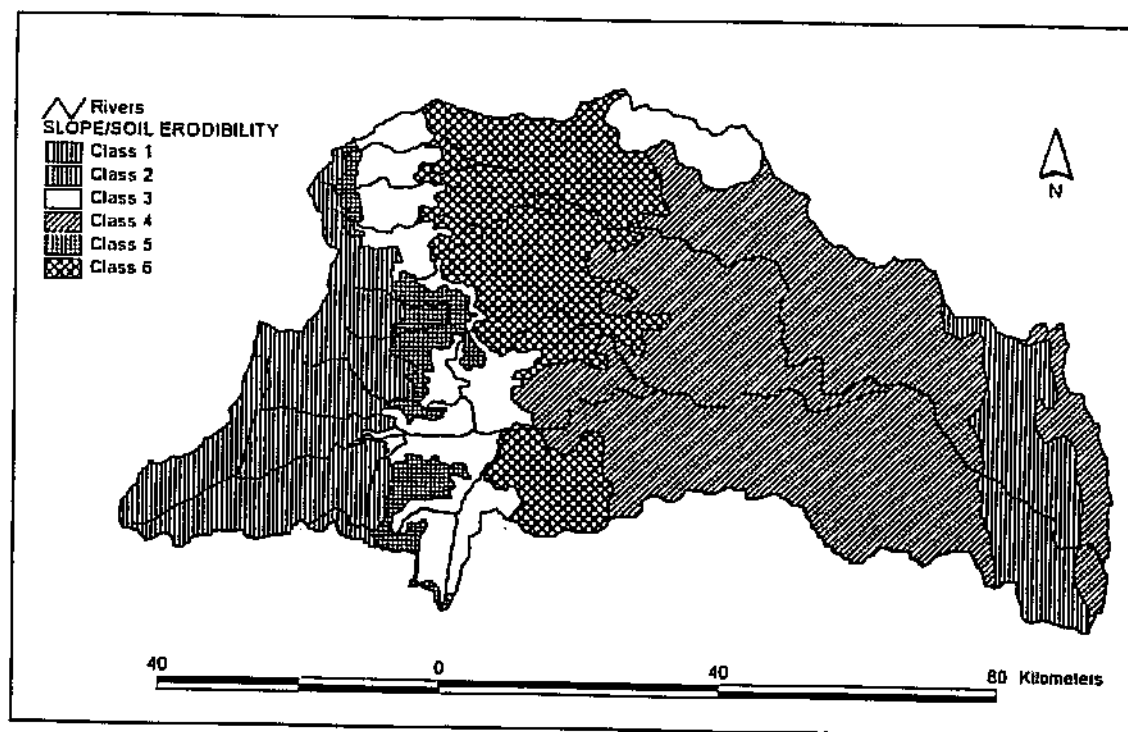 Rivers
SLOPE/SOIL ERODIBILITY
Class 1
Class 2
Class 3
Class 4
Class 5
Class 6
N
40 0 40 80 Kilometers